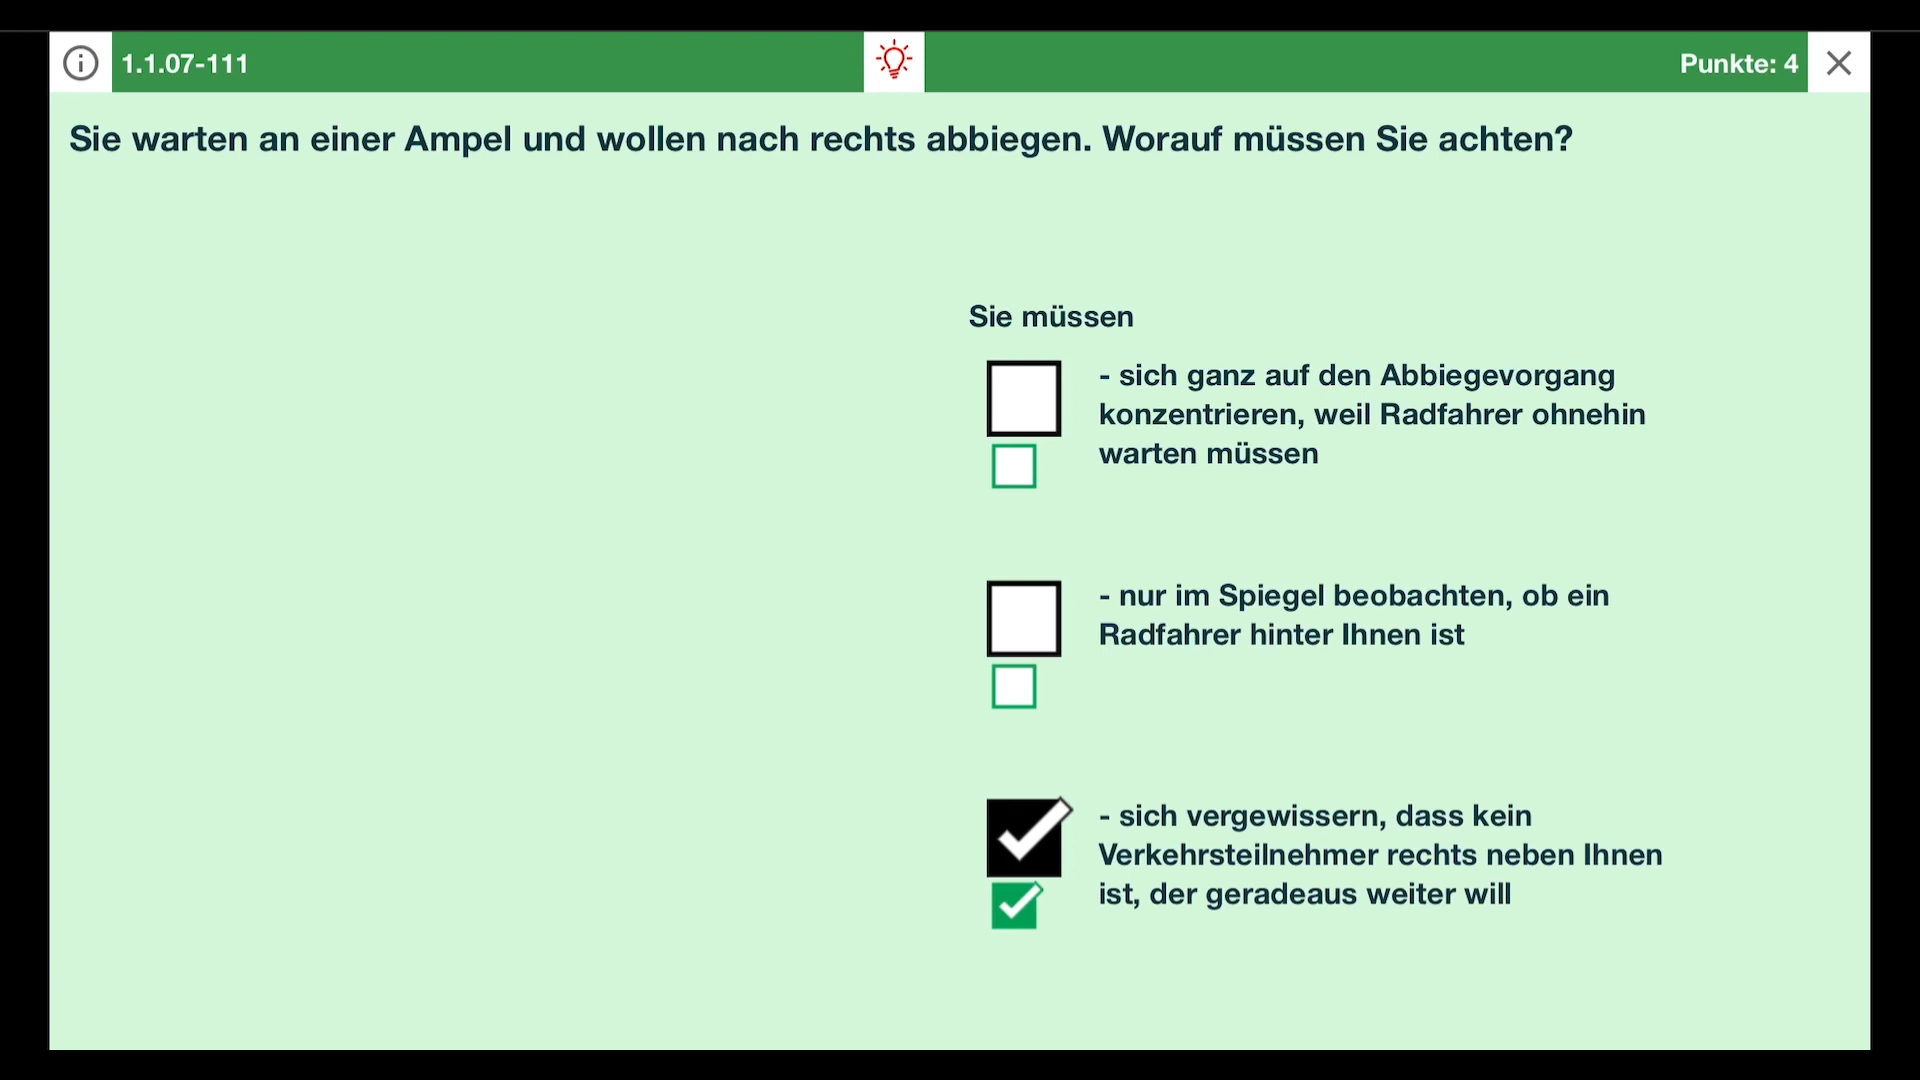 1.1.07-111
Punkte: 4
Sie warten an einer Ampel und wollen nach rechts abbiegen. Worauf müssen Sie achten?
Sie müssen
- sich ganz auf den Abbiegevorgang
konzentrieren, weil Radfahrer ohnehin
warten müssen
- nur im Spiegel beobachten, ob ein
Radfahrer hinter Ihnen ist
- sich vergewissern, dass kein
Verkehrsteilnehmer rechts neben Ihnen
ist, der geradeaus weiter will